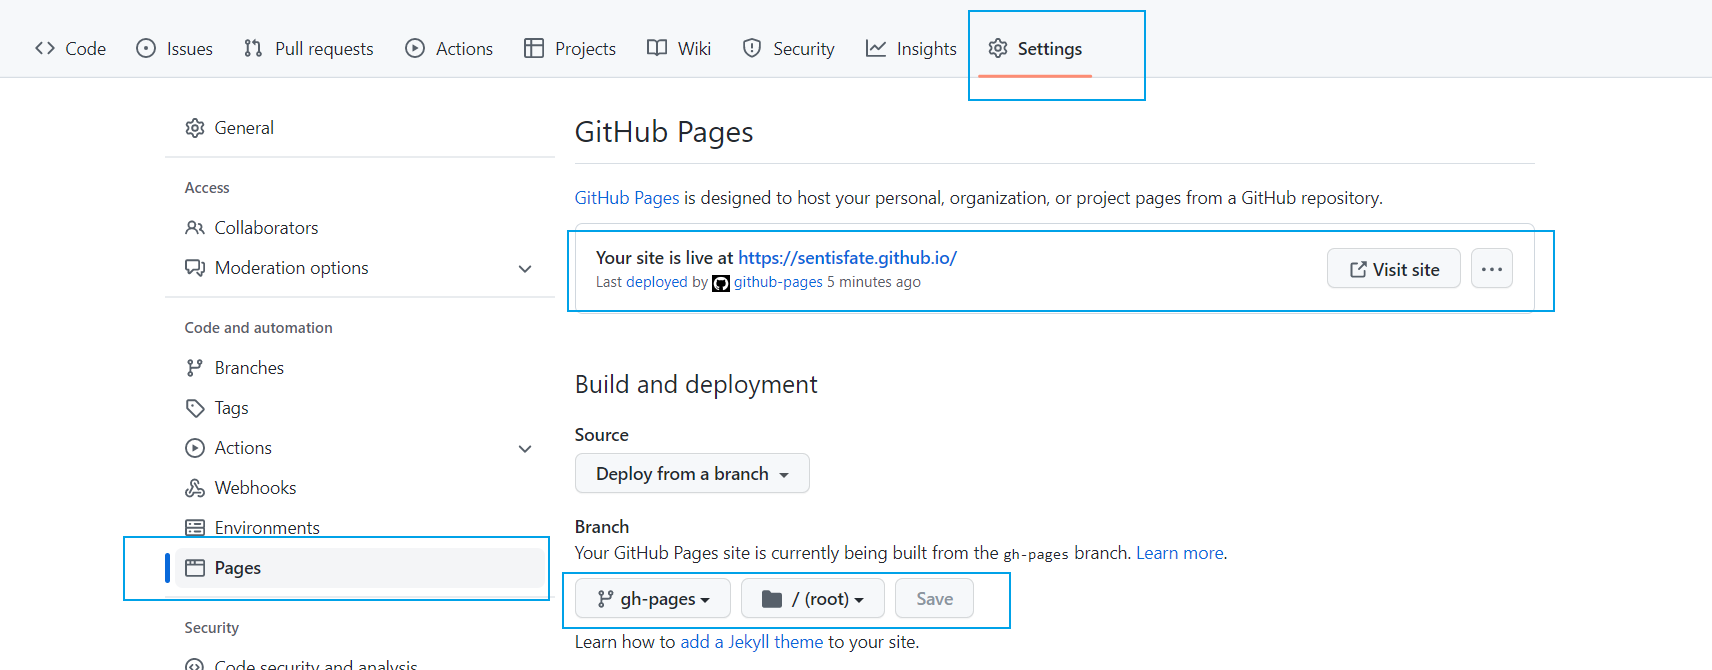 Code Issues Pull requests Actions Projects Wiki Security Insights Settings
General
Access
Collaborators
Moderation options
Code and automation
Branches
Tags
Actions
Webhooks
Environments
Pages
Security
Code security and analysis
GitHub Pages
GitHub Pages is designed to host your personal, organization, or project pages from a GitHub repository.
Your site is live at https://sentisfate.github.io/
Last deployed by github-pages 5 minutes ago
Visit site
Build and deployment
Source
Deploy from a branch
Branch
Your GitHub Pages site is currently being built from the gh-pages branch. Learn more.
gh-pages / (root) Save
Learn how to add a Jekyll theme to your site.